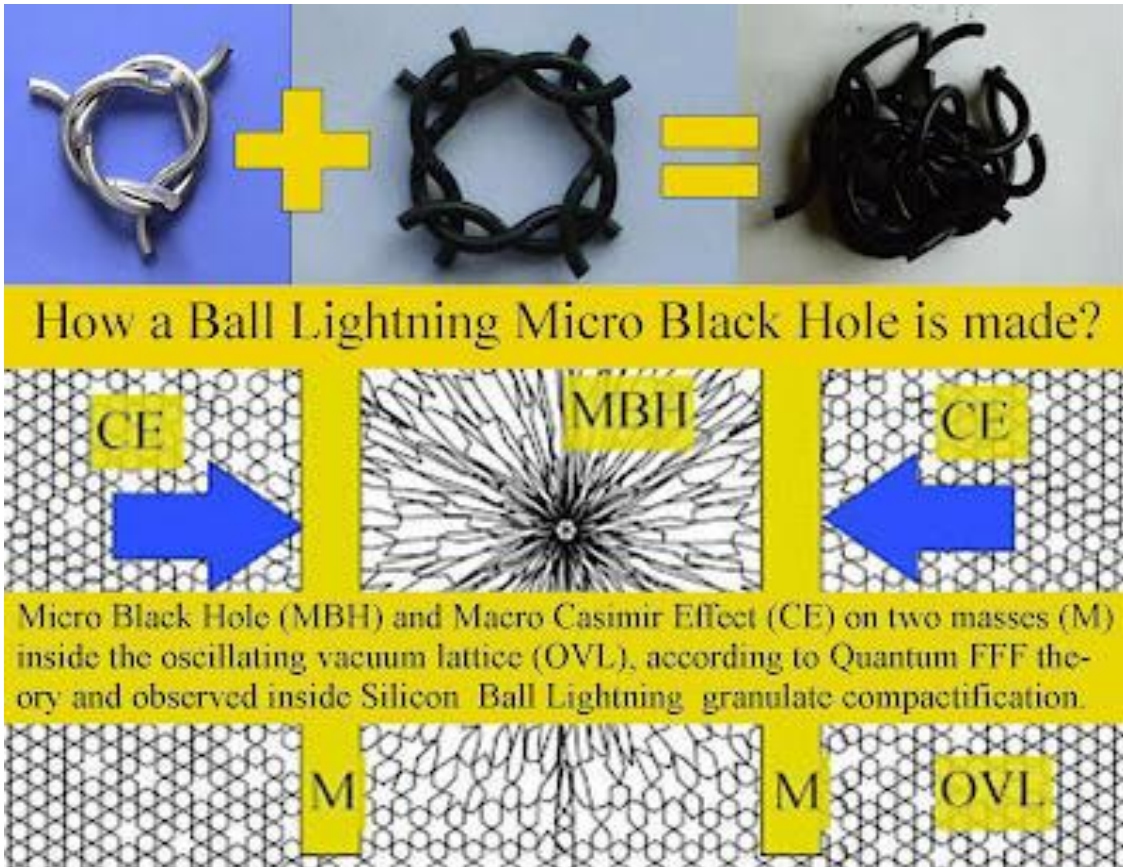 How a Ball Lightning Micro Black Hole is made?
CE
MBH
CE
Micro Black Hole (MBH) and Macro Casimir Effect (CE) on two masses (M)
inside the oscillating vacuum lattice (OVL), according to Quantum FFF the-
ory and observed inside Silicon Ball Lightning granulate compactification.
M
M
OVL